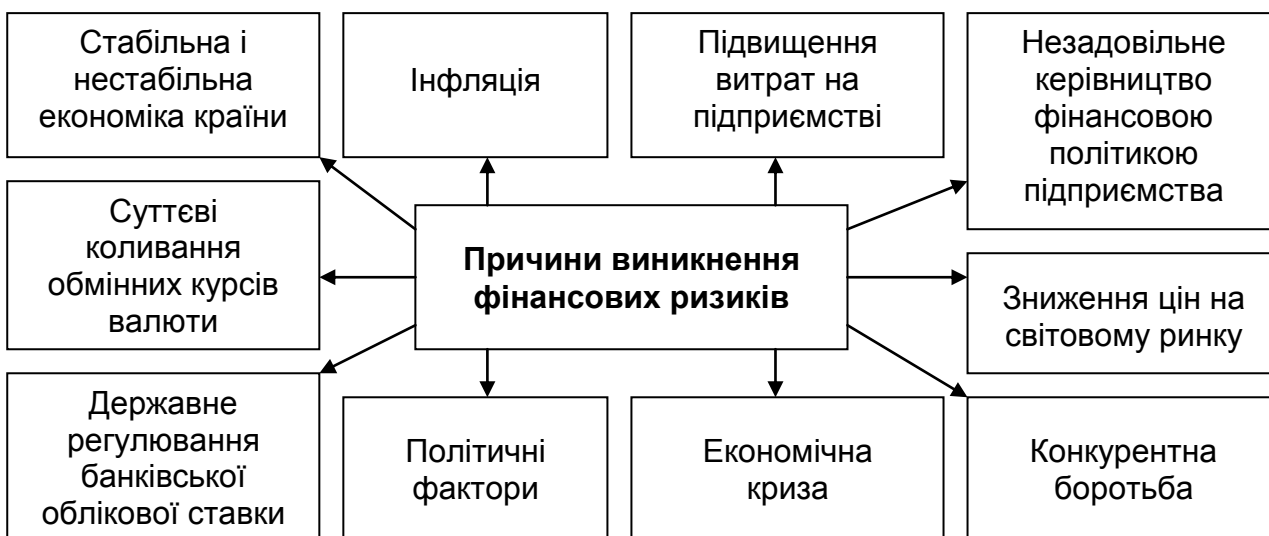 Стабільна і
нестабільна
економіка країни
Інфляція
Підвищення
витрат на
підприємстві
Незадовільне
керівництво
фінансовою
політикою
підприємства
Суттєві
коливання
обмінних курсів
валюти
Причини виникнення
фінансових ризиків
Зниження цін на
світовому ринку
Державне
регулювання
банківської
облікової ставки
Політичні
фактори
Економічна
криза
Конкурентна
боротьба